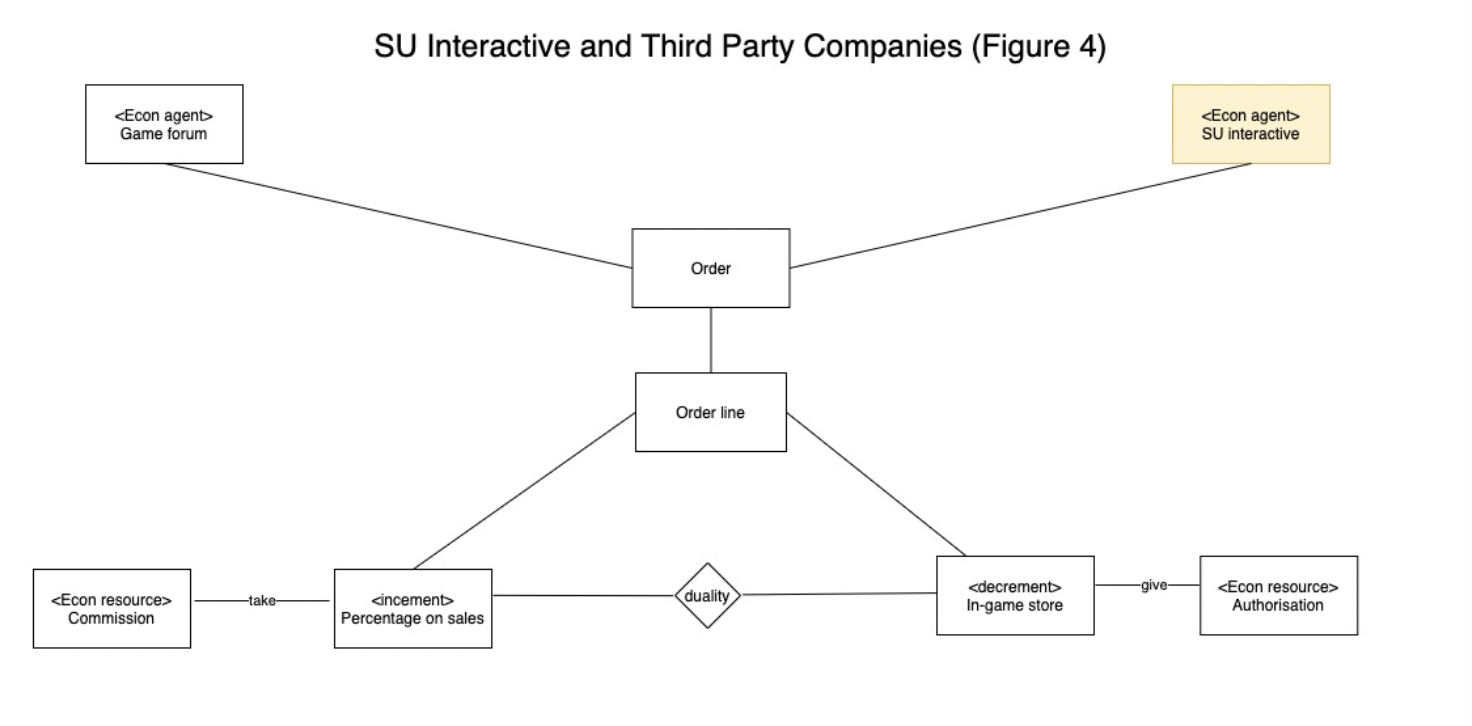 SU Interactive and Third Party Companies (Figure 4)
<Econ agent>
Game forum
<Econ agent>
SU interactive
Order
Order line
<Econ resource>
Commission
take
<incement>
Percentage on sales
duality
<decrement>
In-game store
give
<Econ resource>
Authorisation